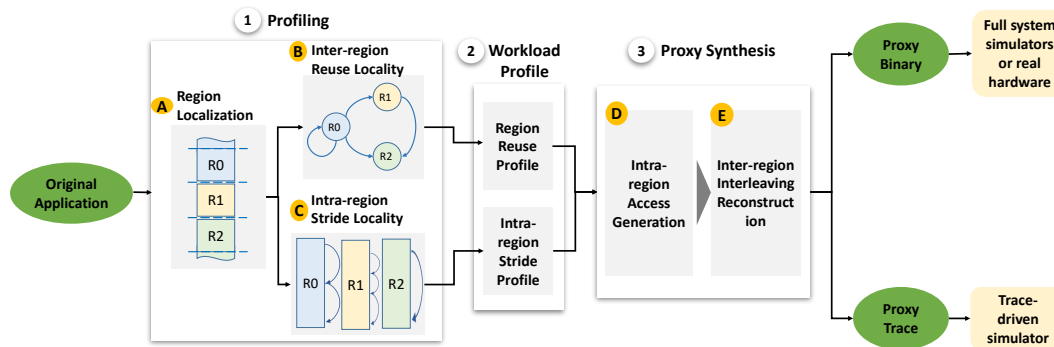 1 Profiling
A Region
Localization
R0
R1
R2
Original
Application
B Inter-region
Reuse Locality
R0
R1
R2
C Intra-region
Stride Locality
R0
R1
R2
2 Workload
Profile
Region
Reuse
Profile
Intra-
region
Stride
Profile
3 Proxy Synthesis
D
Intra-
region
Access
Generation
E
Inter-region
Interleaving
Reconstruct
ion
Proxy
Binary
Full system
simulators
or real
hardware
Proxy
Trace
Trace-
driven
simulator